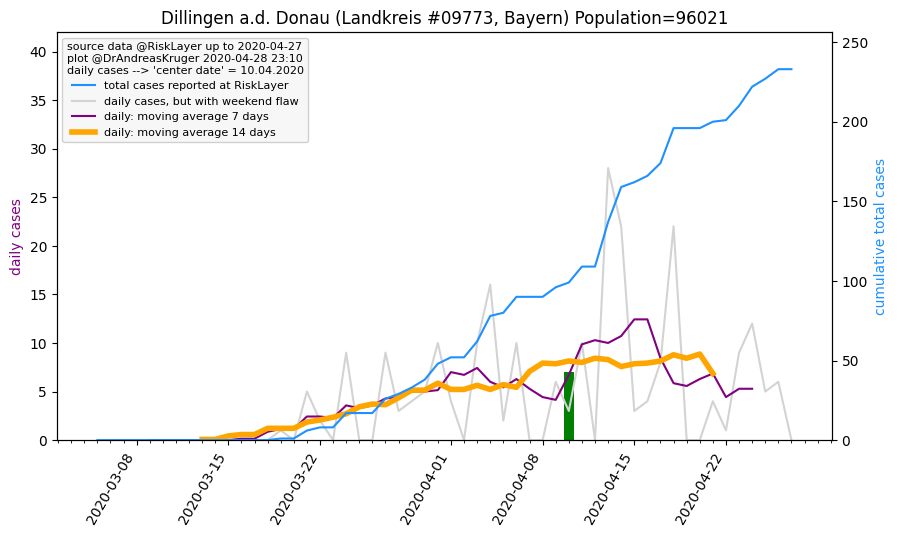 Dillingen a.d. Donau (Landkreis #09773, Bayern) Population=96021
source data @RiskLayer up to 2020-04-27
plot @DrAndreasKruger 2020-04-28 23:10
daily cases --> 'center date' = 10.04.2020
total cases reported at RiskLayer
daily cases, but with weekend flaw
daily: moving average 7 days
daily: moving average 14 days
daily cases
40
35
30
25
20
15
10
5
0
250
200
150
100
50
0
cumulative total cases
2020-03-08
2020-03-15
2020-03-22
2020-04-01
2020-04-08
2020-04-15
2020-04-22